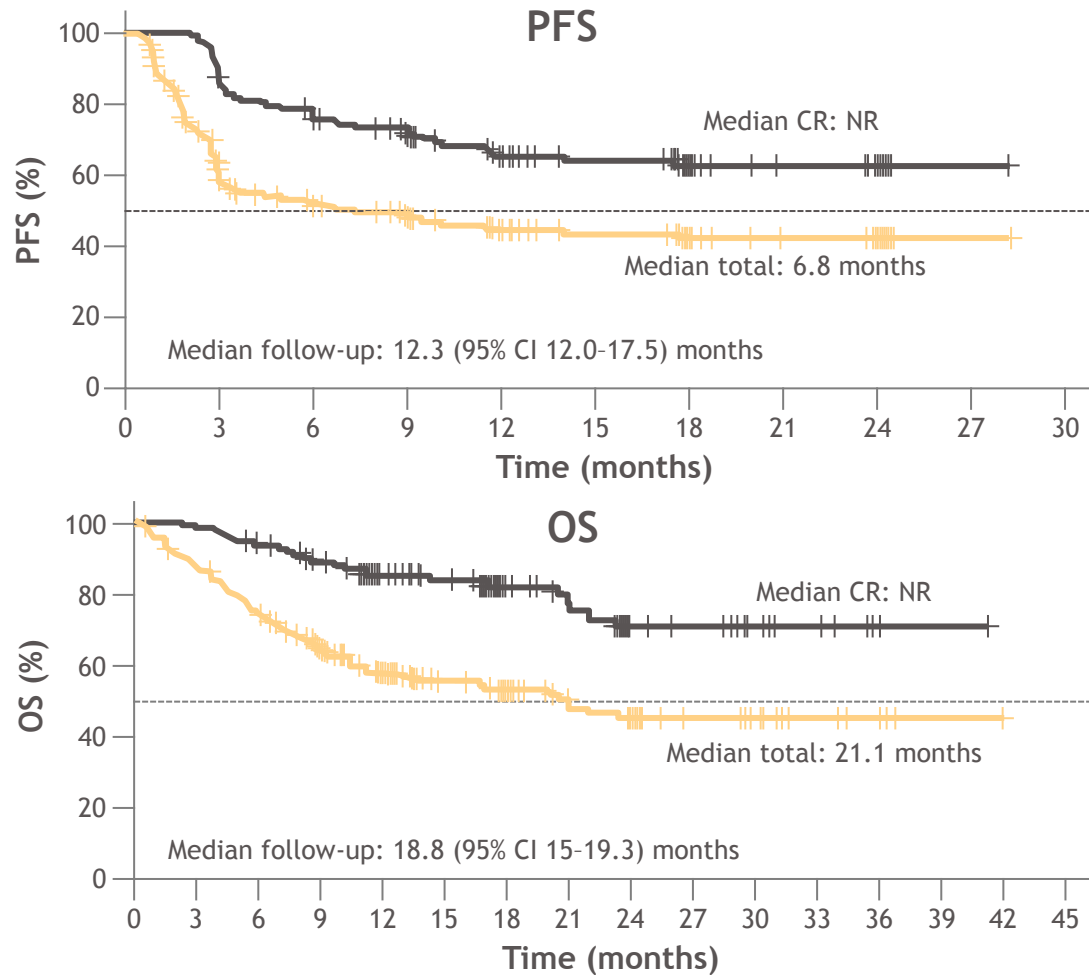 PFS
100
80
60
40
20
0
PFS (%)
Median CR: NR
Median total: 6.8 months
Median follow-up: 12.3 (95% CI 12.0–17.5) months
0 3 6 9 12 15 18 21 24 27 30
Time (months)
OS
100
80
60
40
20
0
OS (%)
Median CR: NR
Median total: 21.1 months
Median follow-up: 18.8 (95% CI 15–19.3) months
0 3 6 9 12 15 18 21 24 27 30 33 36 39 42 45
Time (months)